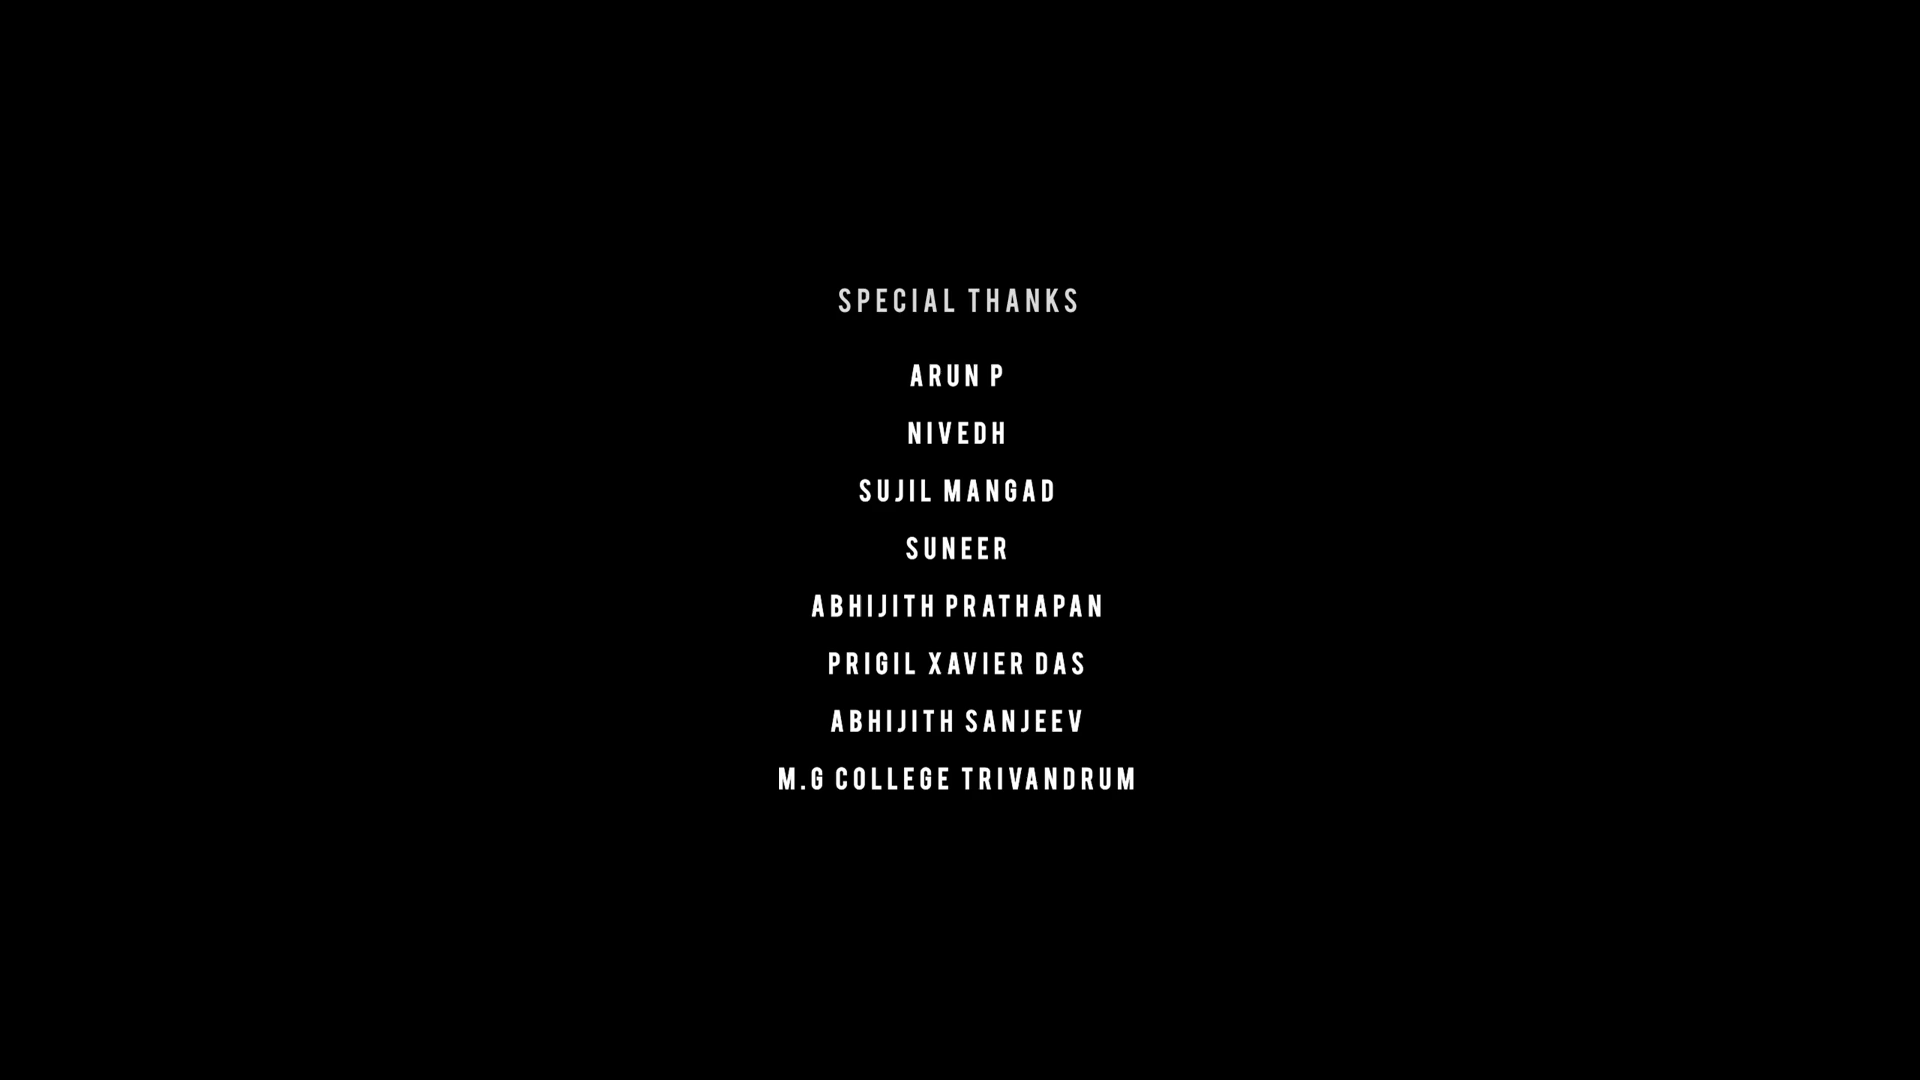 SPECIAL THANKS
ARUN P
NIVEDH
SUJIL MANGAD
SUNEER
ABHIJITH PRATHAPAN
PRIGIL XAVIER DAS
ABHIJITH SANJEEV
M.G COLLEGE TRIVANDRUM